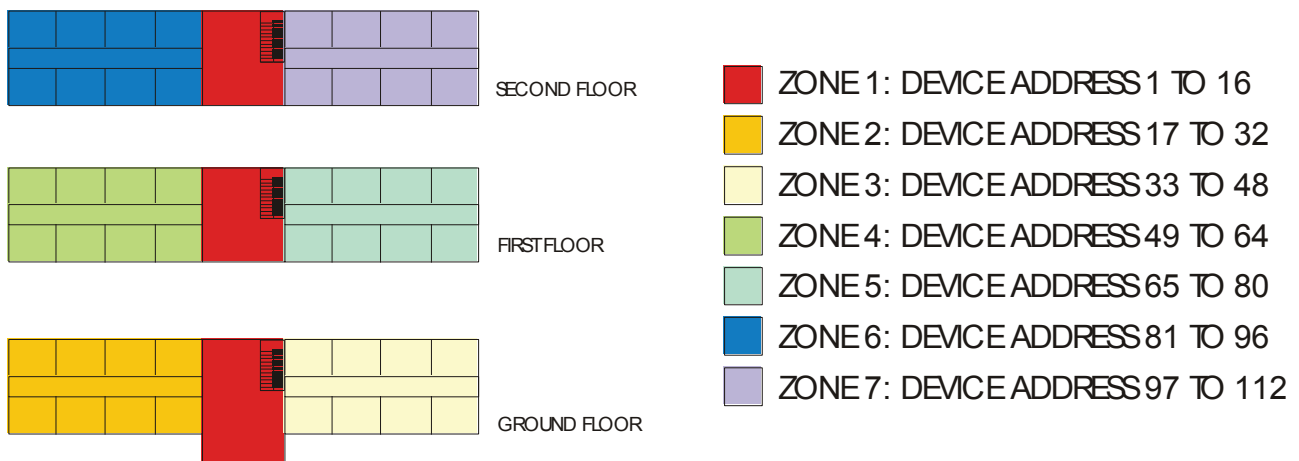 SECOND FLOOR
FIRST FLOOR
GROUND FLOOR
ZONE 1: DEVICE ADDRESS 1 TO 16
ZONE 2: DEVICE ADDRESS 17 TO 32
ZONE 3: DEVICE ADDRESS 33 TO 48
ZONE 4: DEVICE ADDRESS 49 TO 64
ZONE 5: DEVICE ADDRESS 65 TO 80
ZONE 6: DEVICE ADDRESS 81 TO 96
ZONE 7: DEVICE ADDRESS 97 TO 112